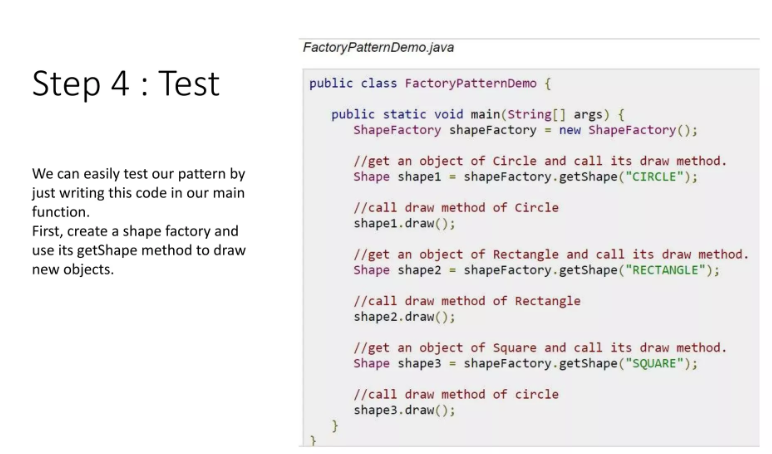 Step 4 : Test
We can easily test our pattern by
just writing this code in our main
function.
First, create a shape factory and
use its getShape method to draw
new objects.
FactoryPatternDemo.java
public class FactoryPatternDemo {
public static void main(String[] args) {
ShapeFactory shapeFactory = new ShapeFactory();
//get an object of Circle and call its draw method.
Shape shape1 = shapeFactory.getShape("CIRCLE");
//call draw method of Circle
shape1.draw();
//get an object of Rectangle and call its draw method.
Shape shape2 = shapeFactory.getShape("RECTANGLE");
//call draw method of Rectangle
shape2.draw();
//get an object of Square and call its draw method.
Shape shape3 = shapeFactory.getShape("SQUARE");
//call draw method of circle
shape3.draw();
}
}